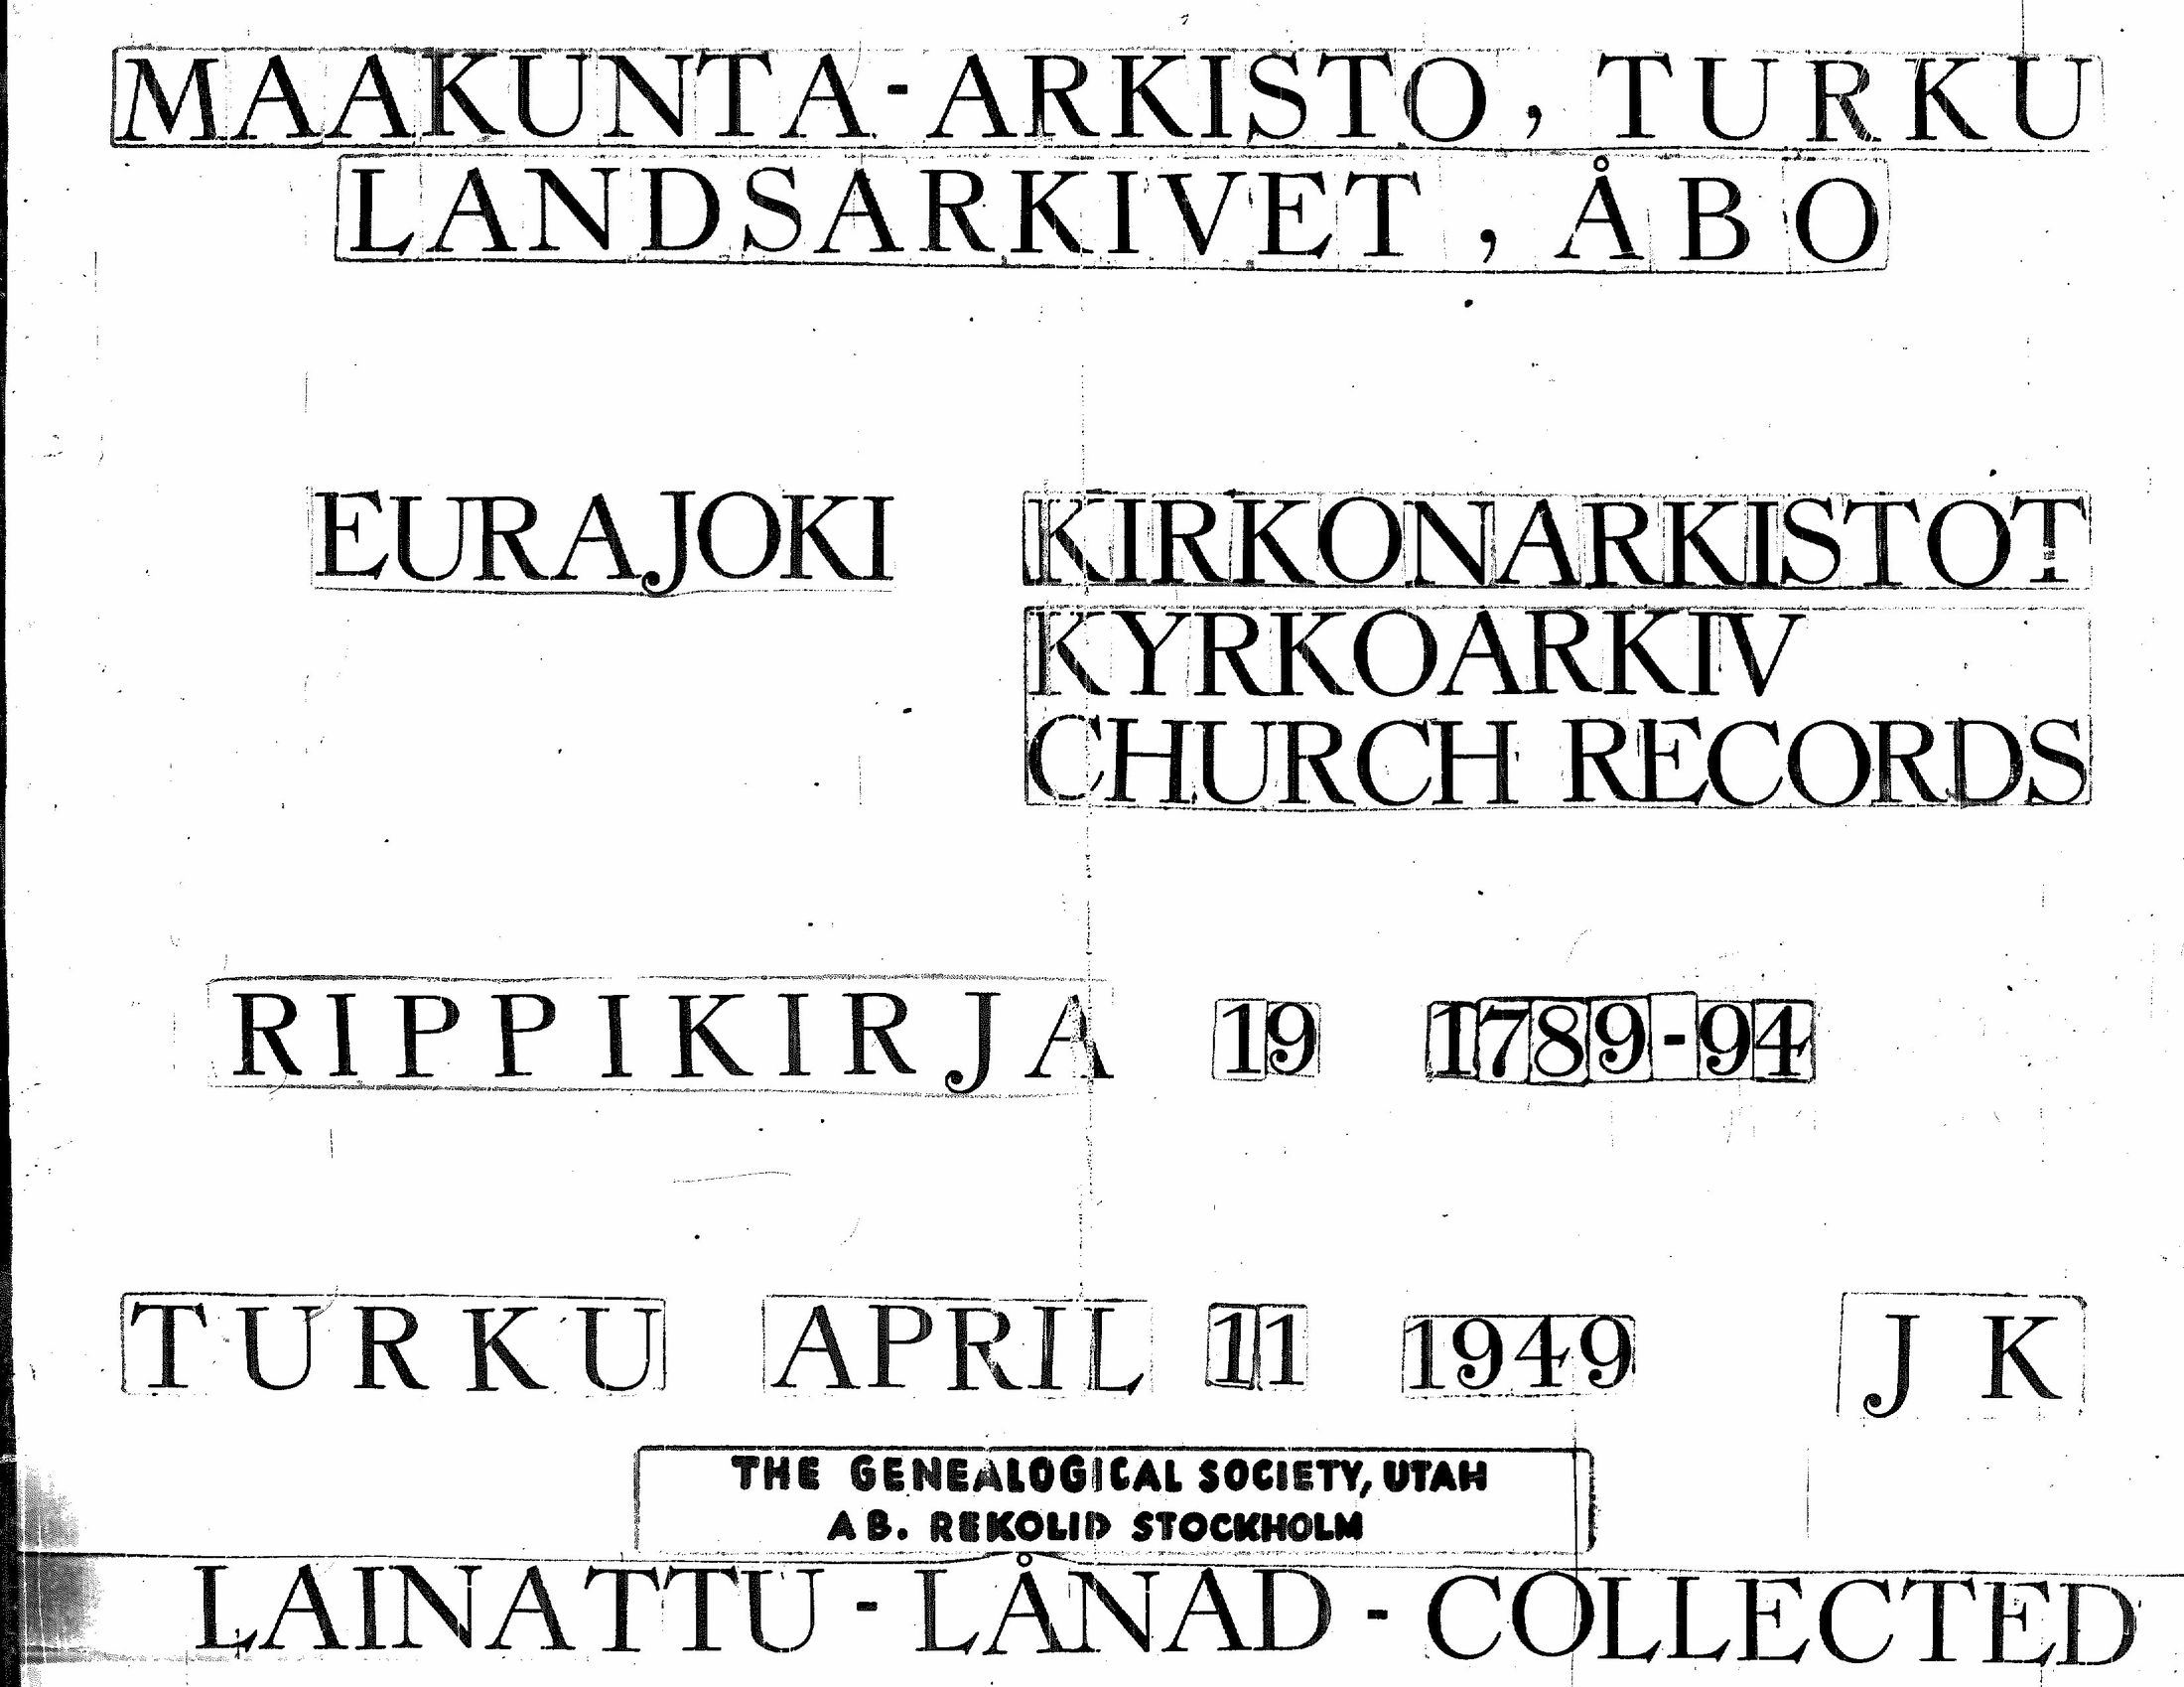 MAAKUNTA-ARKISTO, TURKU
LANDSARKIVET, ÅBO
EURAJOKI KIRKONARKISTOT
KYRKOARKIV
CHURCH RECORDS
RIPPIKIRJA 19 1789-94
TURKU APRIL 11 1949 J K
THE GENEALOGICAL SOCIETY, UTAH
AB. REKOLID STOCKHOLM
LAINATTU - LÅNAD - COLLECTED